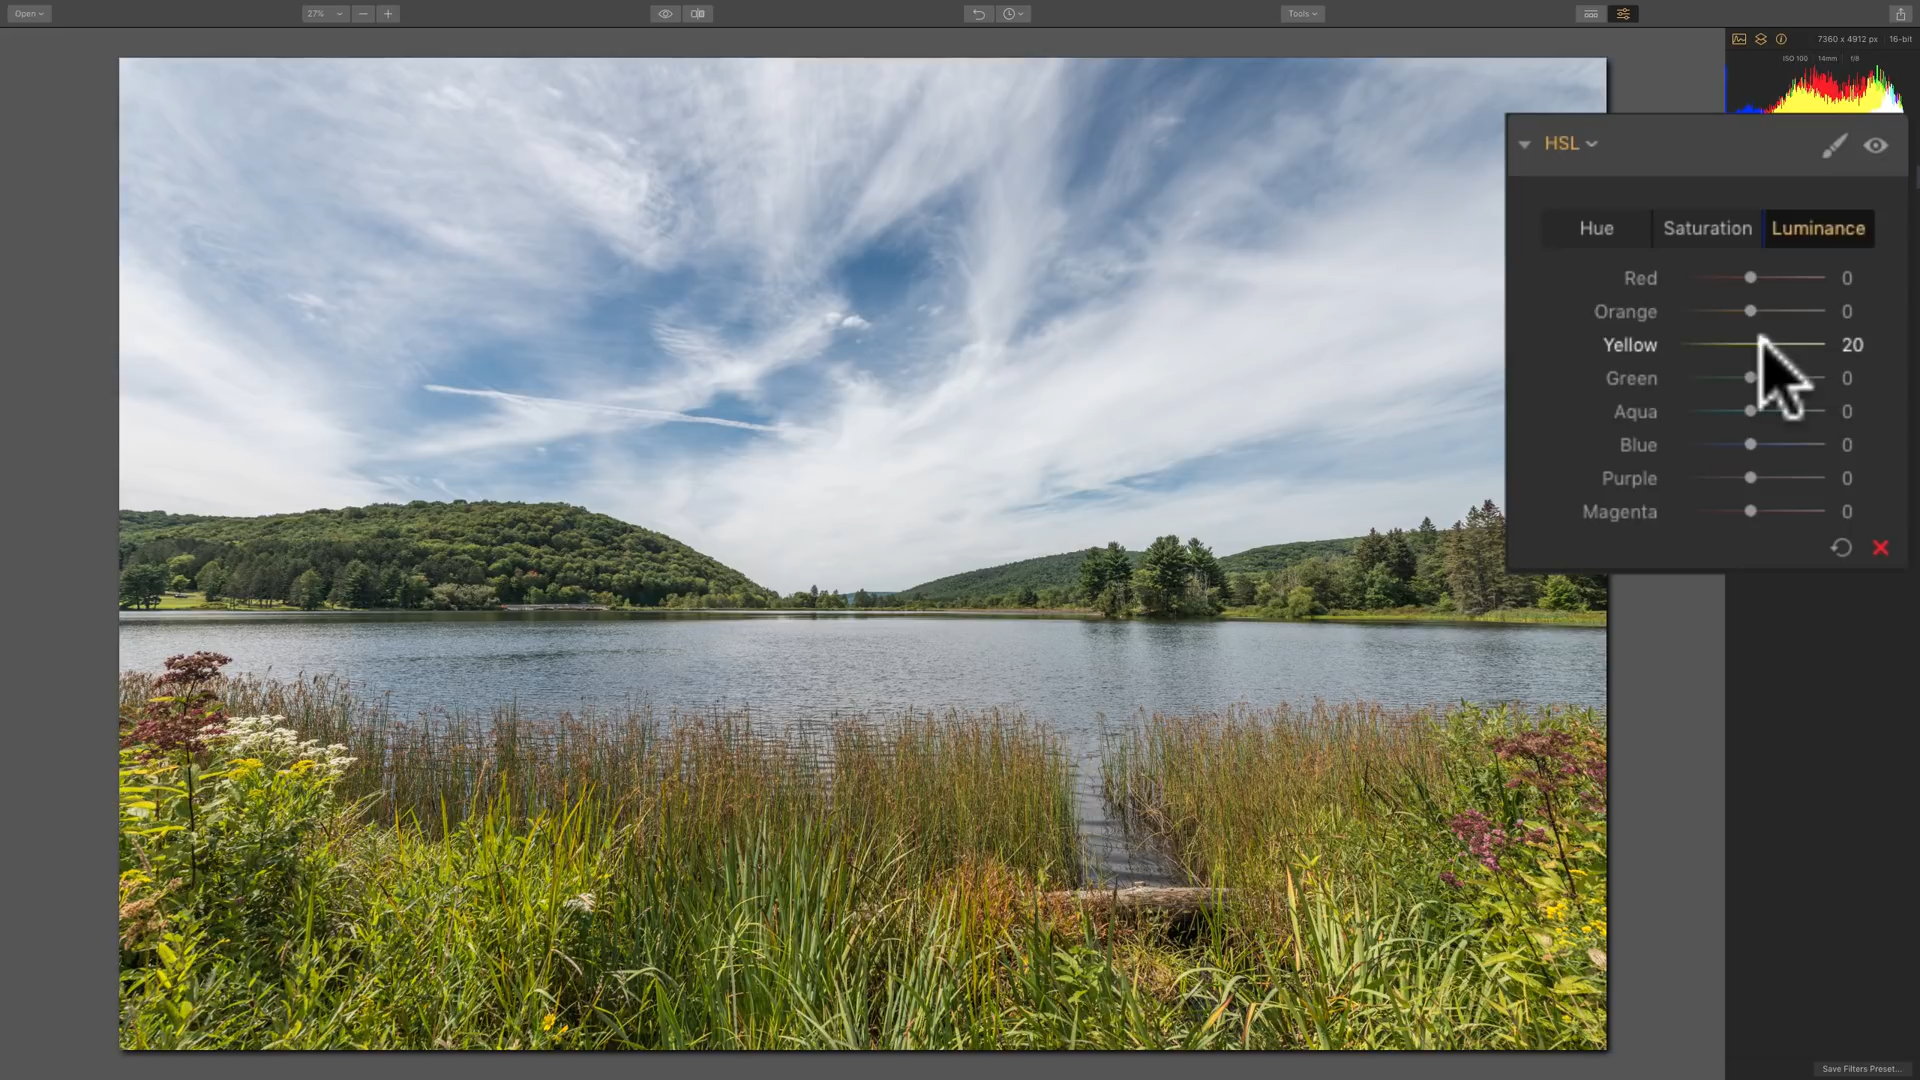 Open
27%
Tools
7360 x 4912 px 16-bit
ISO 100 14mm f/8
HSL
Hue Saturation Luminance
Red 0
Orange 0
Yellow 20
Green 0
Aqua 0
Blue 0
Purple 0
Magenta 0
Save Filters Preset...